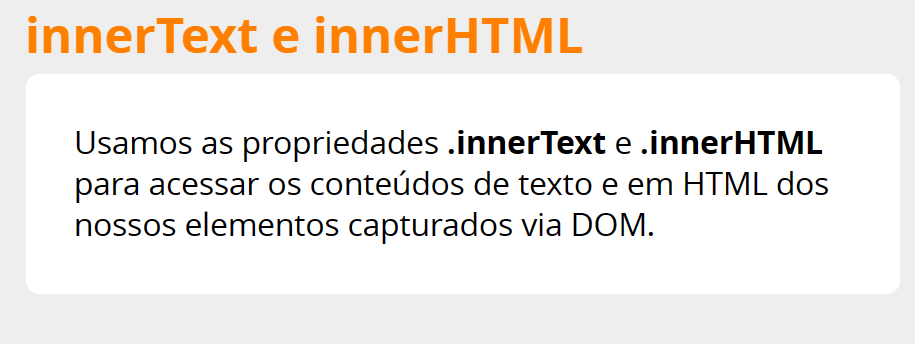 innerText e innerHTML
Usamos as propriedades .innerText e .innerHTML
para acessar os conteúdos de texto e em HTML dos
nossos elementos capturados via DOM.